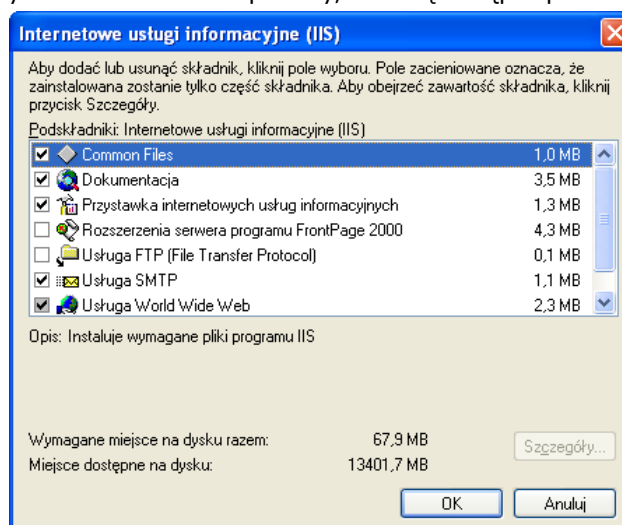 Internetowe usługi informacyjne (IIS)
Aby dodać lub usunąć składnik, kliknij pole wyboru. Pole zacieniowane oznacza, że
zainstalowana zostanie tylko część składnika. Aby obejrzeć zawartość składnika, kliknij
przycisk Szczegóły.
Podskładniki: Internetowe usługi informacyjne (IIS)
Common Files 1,0 MB
Dokumentacja 3,5 MB
Przystawka internetowych usług informacyjnych 1,3 MB
Rozszerzenia serwera programu FrontPage 2000 4,3 MB
Usługa FTP (File Transfer Protocol) 0,1 MB
Usługa SMTP 1,1 MB
Usługa World Wide Web 2,3 MB
Opis: Instaluje wymagane pliki programu IIS
Wymagane miejsce na dysku razem: 67,9 MB
Szczegóły...
Miejsce dostępne na dysku: 13401,7 MB
OK Anuluj